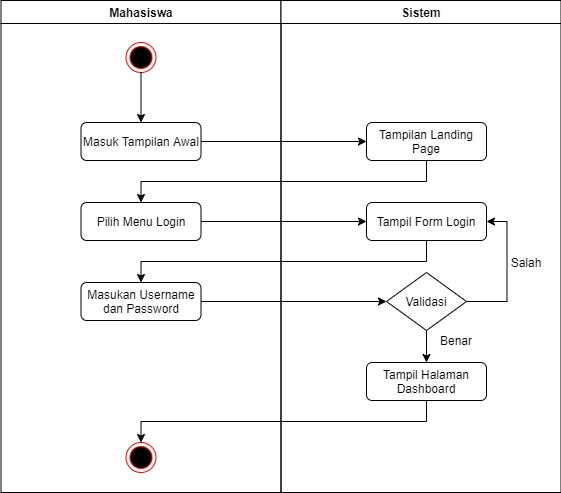 Mahasiswa
Sistem
Masuk Tampilan Awal
Tampilan Landing
Page
Pilih Menu Login
Tampil Form Login
Salah
Masukan Username
dan Password
Validasi
Benar
Tampil Halaman
Dashboard